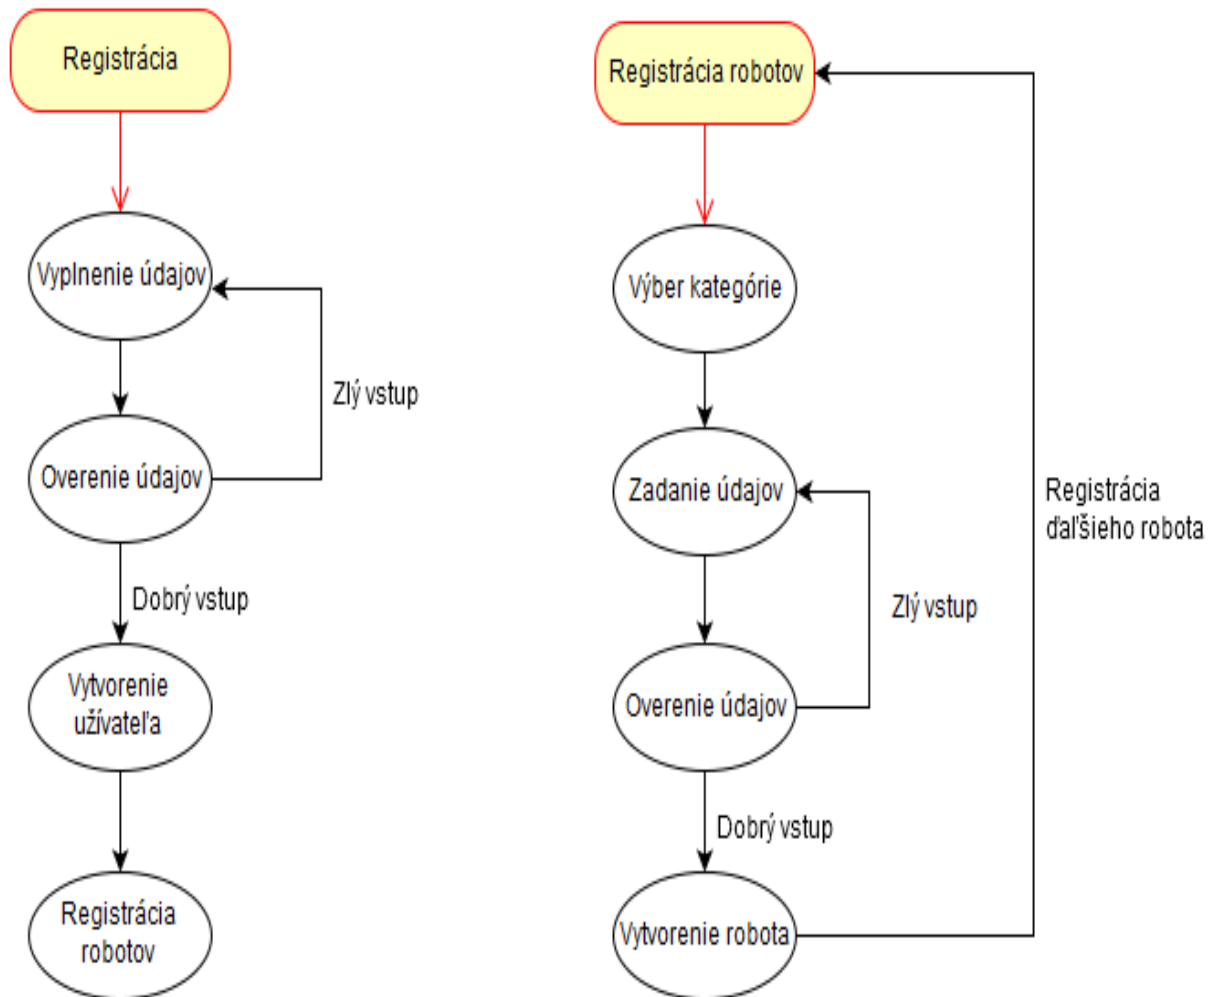 Registrácia
Vyplnenie údajov
Zlý vstup
Overenie údajov
Dobrý vstup
Vytvorenie
užívateľa
Registrácia
robotov
Registrácia robotov
Výber kategórie
Zadanie údajov
Registrácia
ďaľšieho robota
Zlý vstup
Overenie údajov
Dobrý vstup
Vytvorenie robota